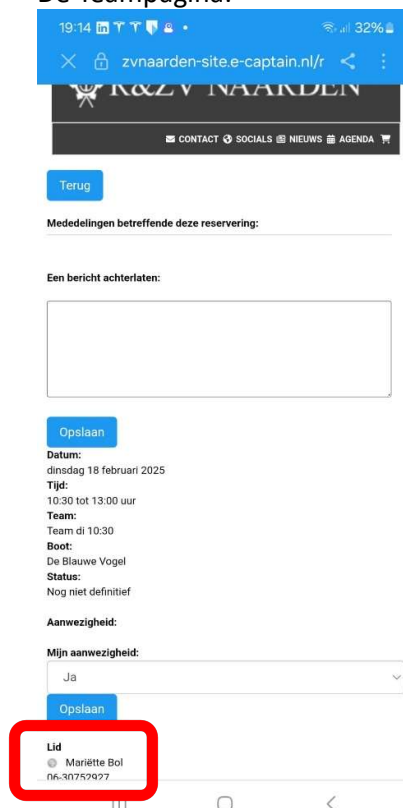 De Teampagina:
19:14 32%
zvnaarden-site.e-captain.nl/r
R&ZV NAARDEN
CONTACT SOCIALS NIEUWS AGENDA
Terug
Mededelingen betreffende deze reservering:
Een bericht achterlaten:
Opslaan
Datum:
dinsdag 18 februari 2025
Tijd:
10:30 tot 13:00 uur
Team:
Team di 10:30
Boot:
De Blauwe Vogel
Status:
Nog niet definitief
Aanwezigheid:
Mijn aanwezigheid:
Ja
Opslaan
Lid
Mariëtte Bol
06-30752927